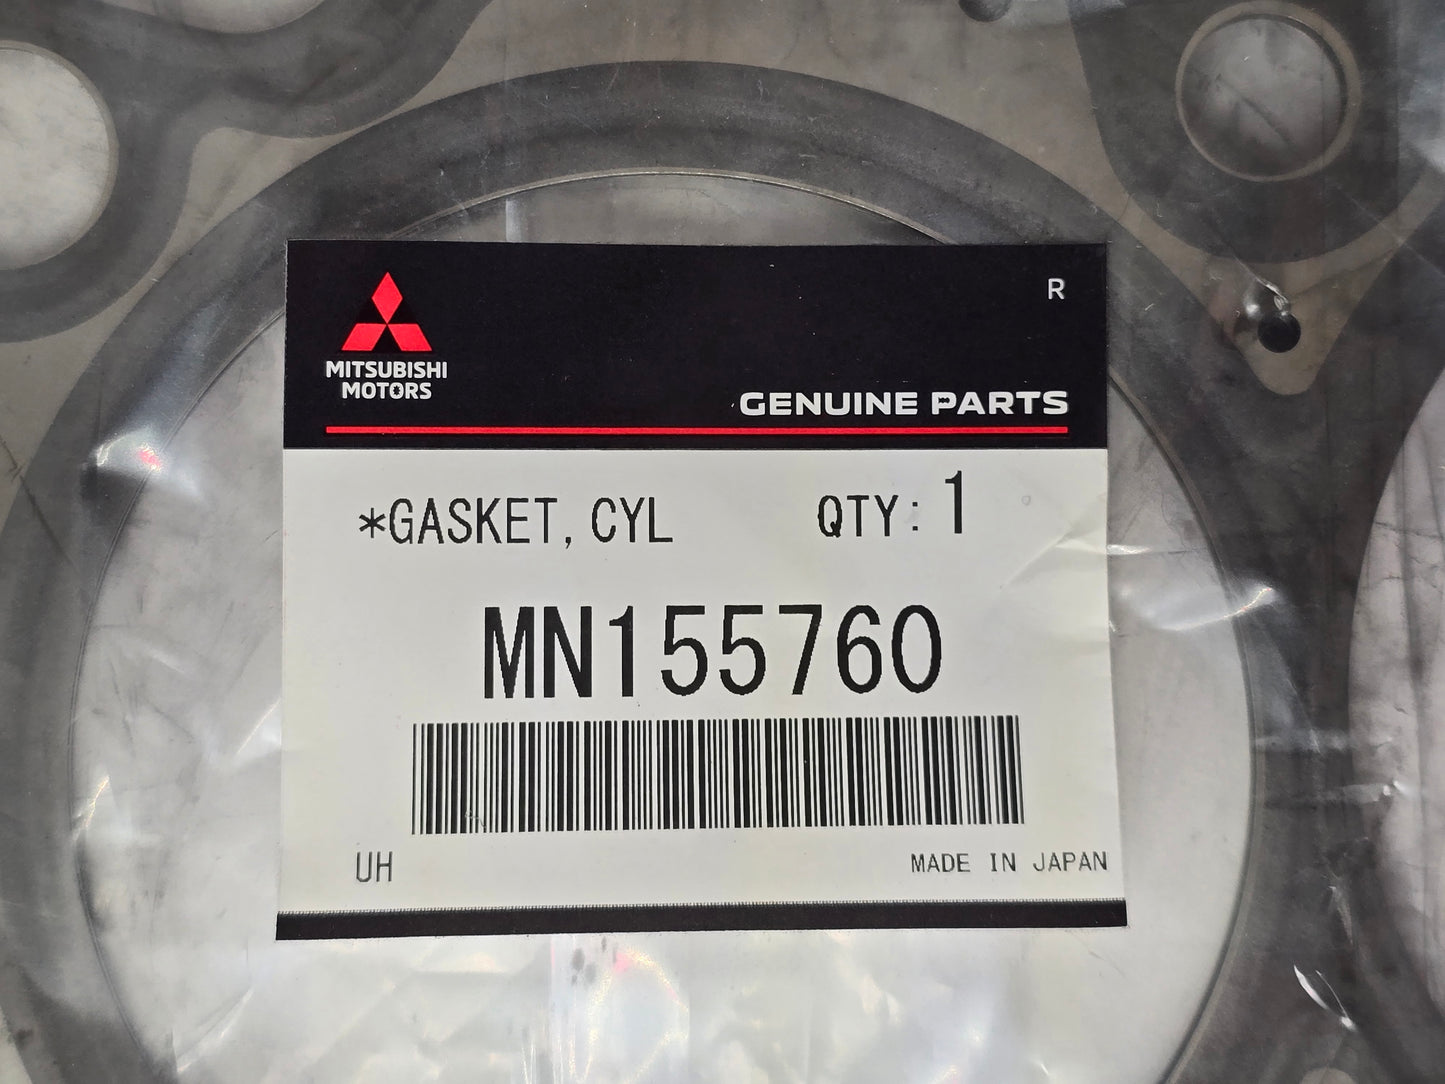 R
MITSUBISHI
MOTORS
GENUINE PARTS
*GASKET, CYL QTY: 1
MN155760
UH MADE IN JAPAN